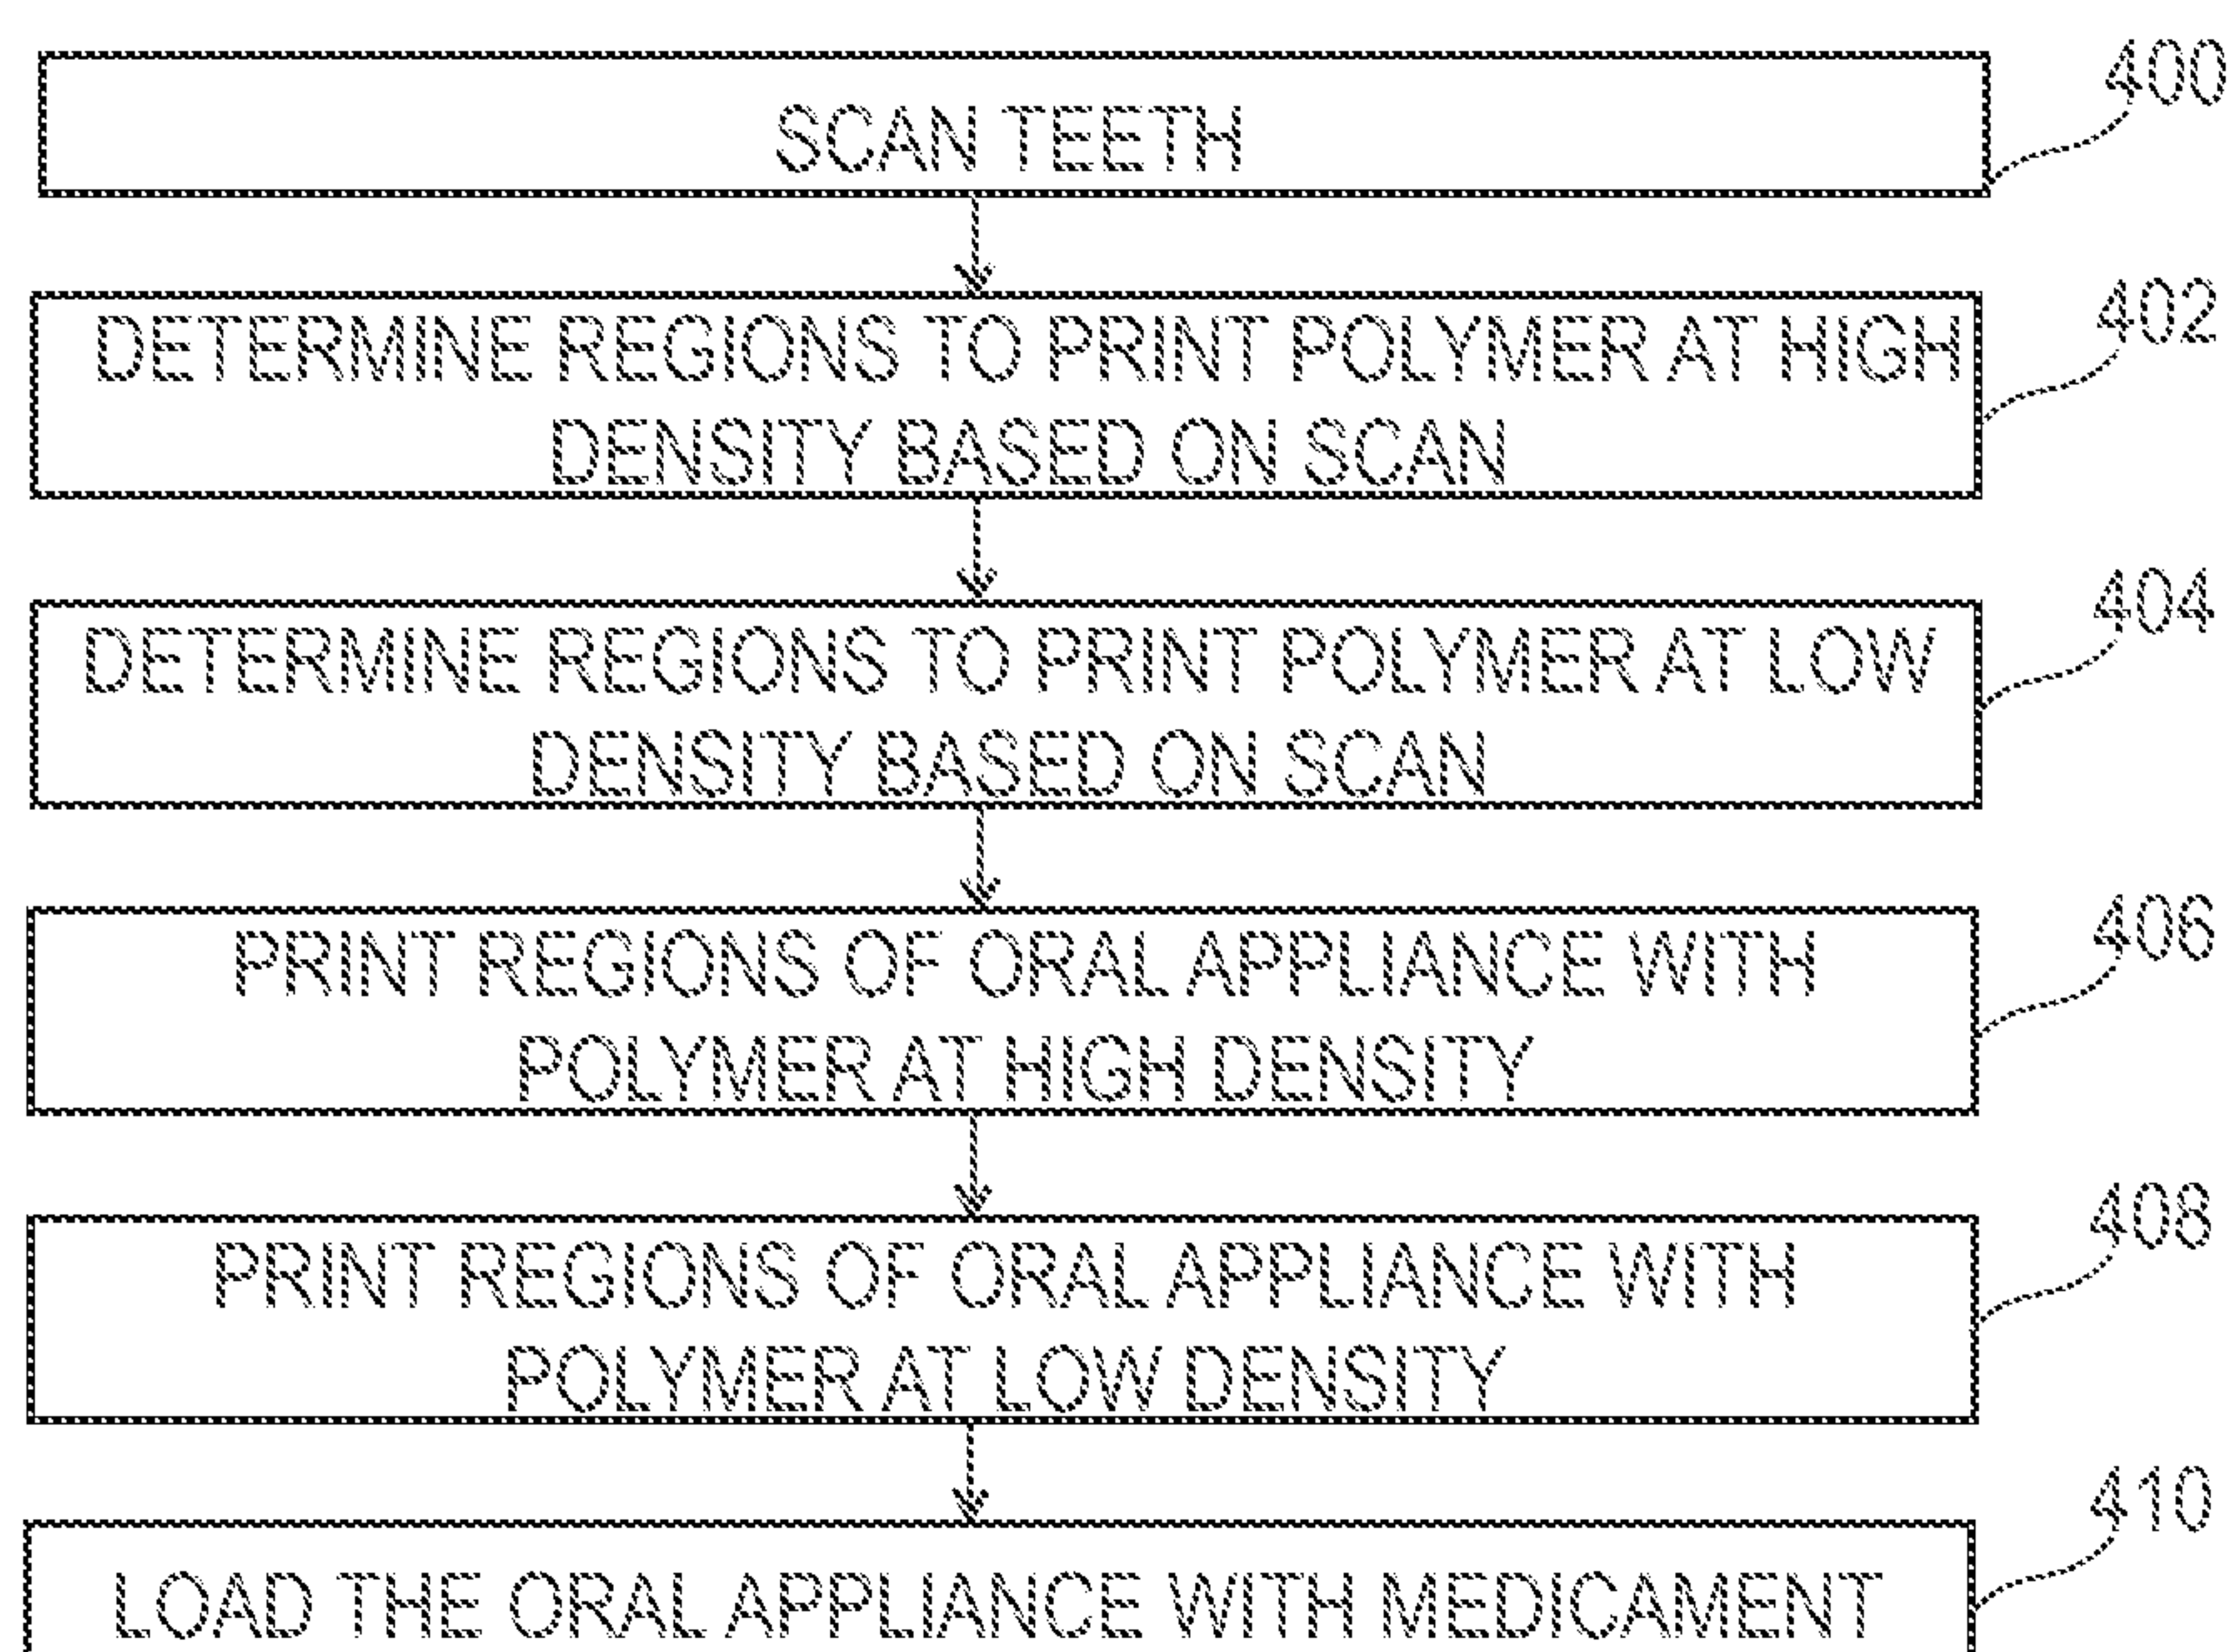 400
SCAN TEETH
402
DETERMINE REGIONS TO PRINT POLYMER AT HIGH
DENSITY BASED ON SCAN
404
DETERMINE REGIONS TO PRINT POLYMER AT LOW
DENSITY BASED ON SCAN
406
PRINT REGIONS OF ORAL APPLIANCE WITH
POLYMER AT HIGH DENSITY
408
PRINT REGIONS OF ORAL APPLIANCE WITH
POLYMER AT LOW DENSITY
410
LOAD THE ORAL APPLIANCE WITH MEDICAMENT